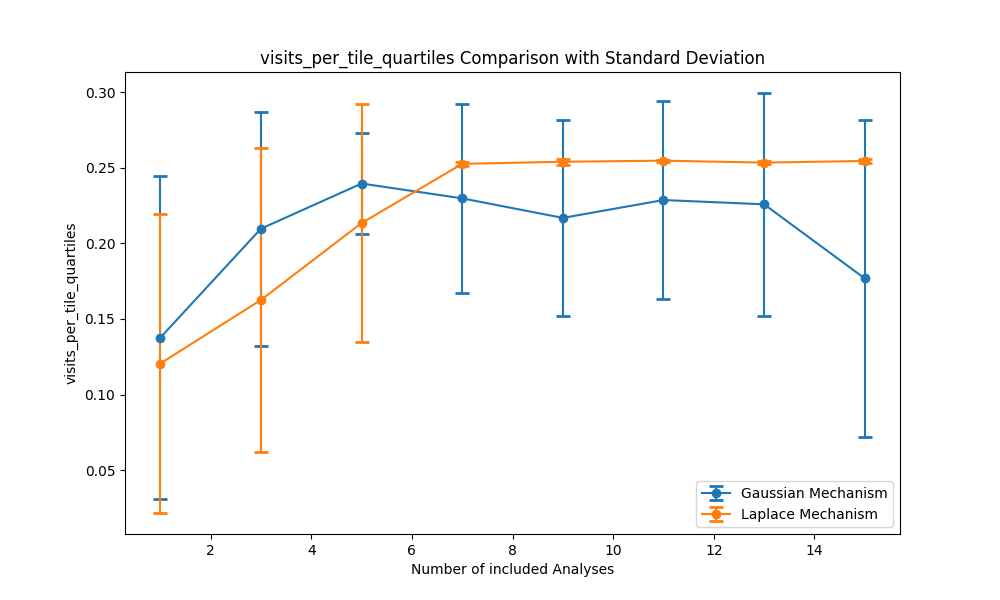 visits_per_tile_quartiles Comparison with Standard Deviation
visits_per_tile_quartiles
0.30
0.25
0.20
0.15
0.10
0.05
2 4 6 8 10 12 14
Number of included Analyses
Gaussian Mechanism
Laplace Mechanism